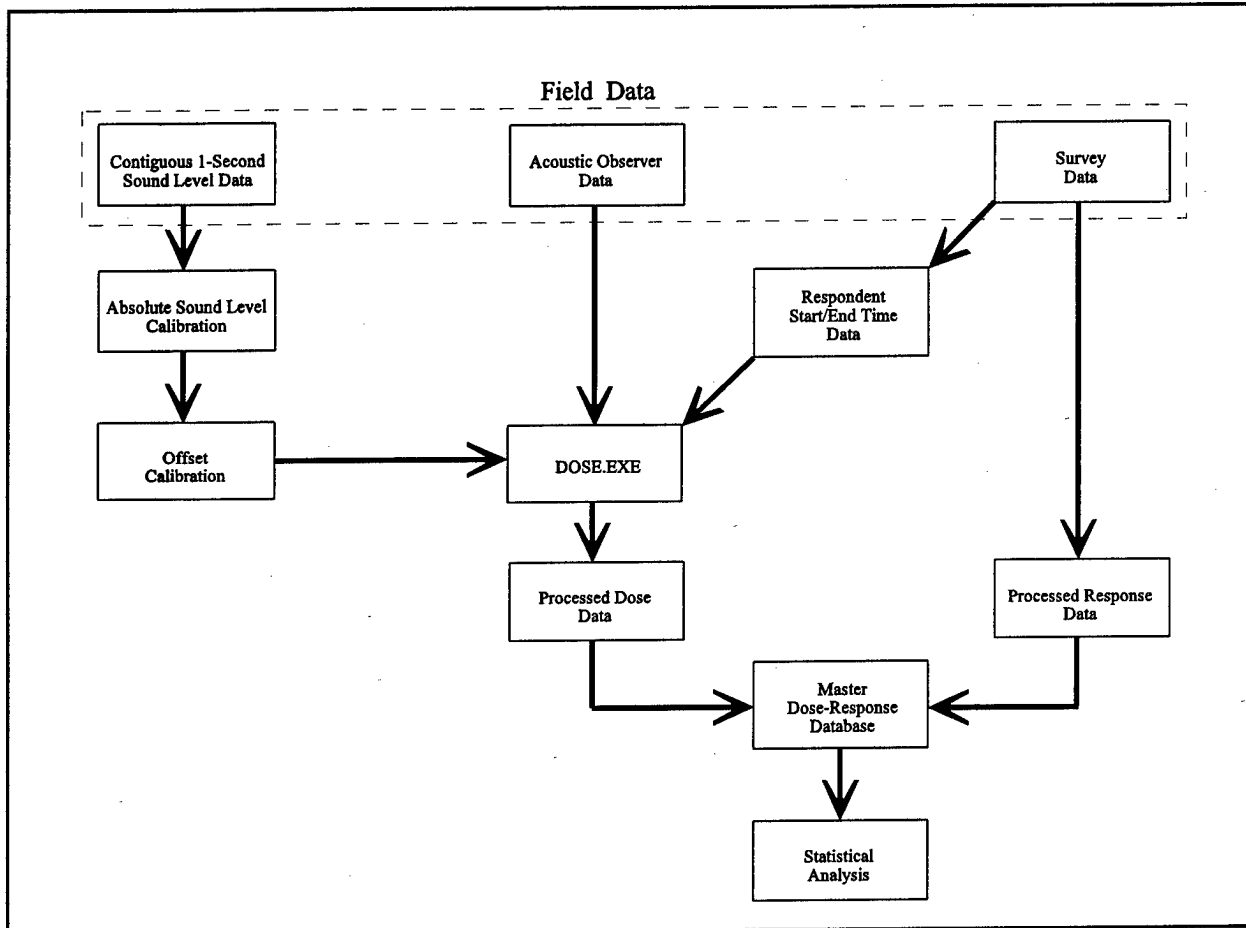 Field Data
Contiguous 1-Second
Sound Level Data
Acoustic Observer
Data
Survey
Data
Absolute Sound Level
Calibration
Respondent
Start/End Time
Data
Offset
Calibration
DOSE.EXE
Processed Dose
Data
Processed Response
Data
Master
Dose-Response
Database
Statistical
Analysis